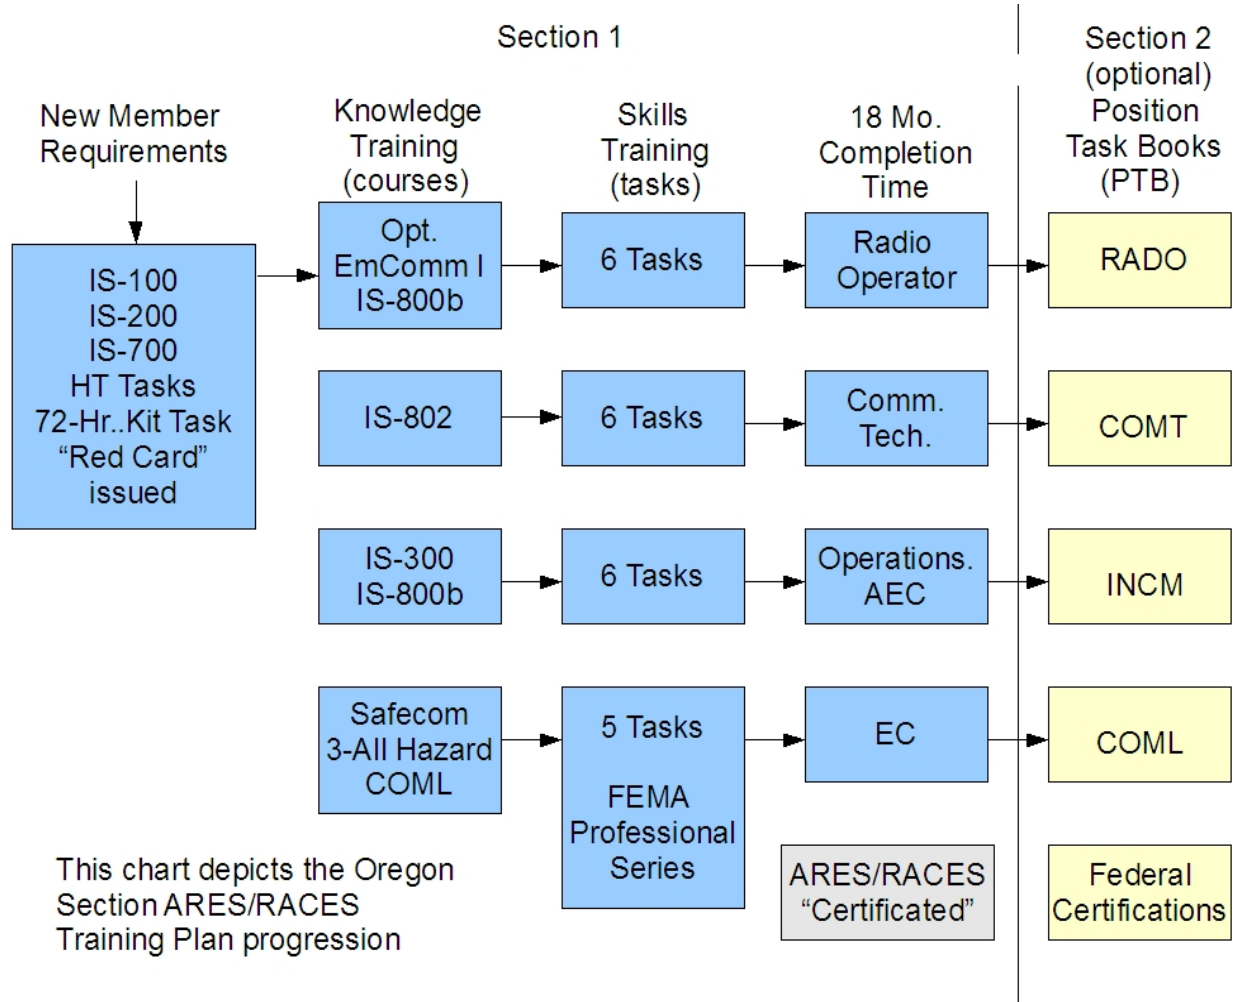 Section 1
Section 2
(optional)
Position
Task Books
(PTB)
New Member
Requirements
Knowledge
Training
(courses)
Skills
Training
(tasks)
18 Mo.
Completion
Time
IS-100
IS-200
IS-700
HT Tasks
72-Hr..Kit Task
“Red Card”
issued
Opt.
EmComm I
IS-800b
6 Tasks
Radio
Operator
RADO
IS-802
6 Tasks
Comm.
Tech.
COMT
IS-300
IS-800b
6 Tasks
Operations.
AEC
INCM
Safecom
3-All Hazard
COML
5 Tasks
FEMA
Professional
Series
EC
COML
This chart depicts the Oregon
Section ARES/RACES
Training Plan progression
ARES/RACES
“Certificated”
Federal
Certifications